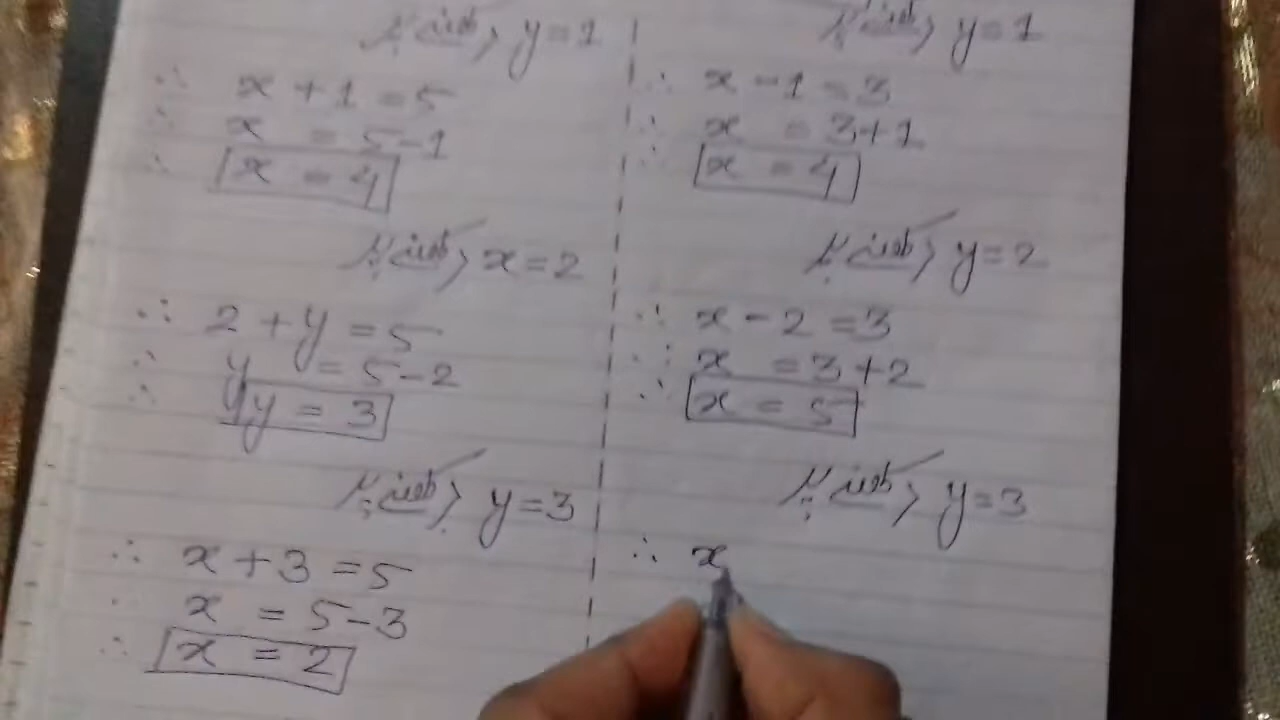 y=1 رکھنے پر
∴ x + 1 = 5
∴ x = 5-1
∴ x = 4
x=2 رکھنے پر
∴ 2 + y = 5
∴ y = 5-2
∴ y = 3
y=3 رکھنے پر
∴ x + 3 = 5
∴ x = 5-3
∴ x = 2
y=1 رکھنے پر
∴ x - 1 = 3
∴ x = 3+1
∴ x = 4
y=2 رکھنے پر
∴ x - 2 = 3
∴ x = 3+2
∴ x = 5
y=3 رکھنے پر
∴ x